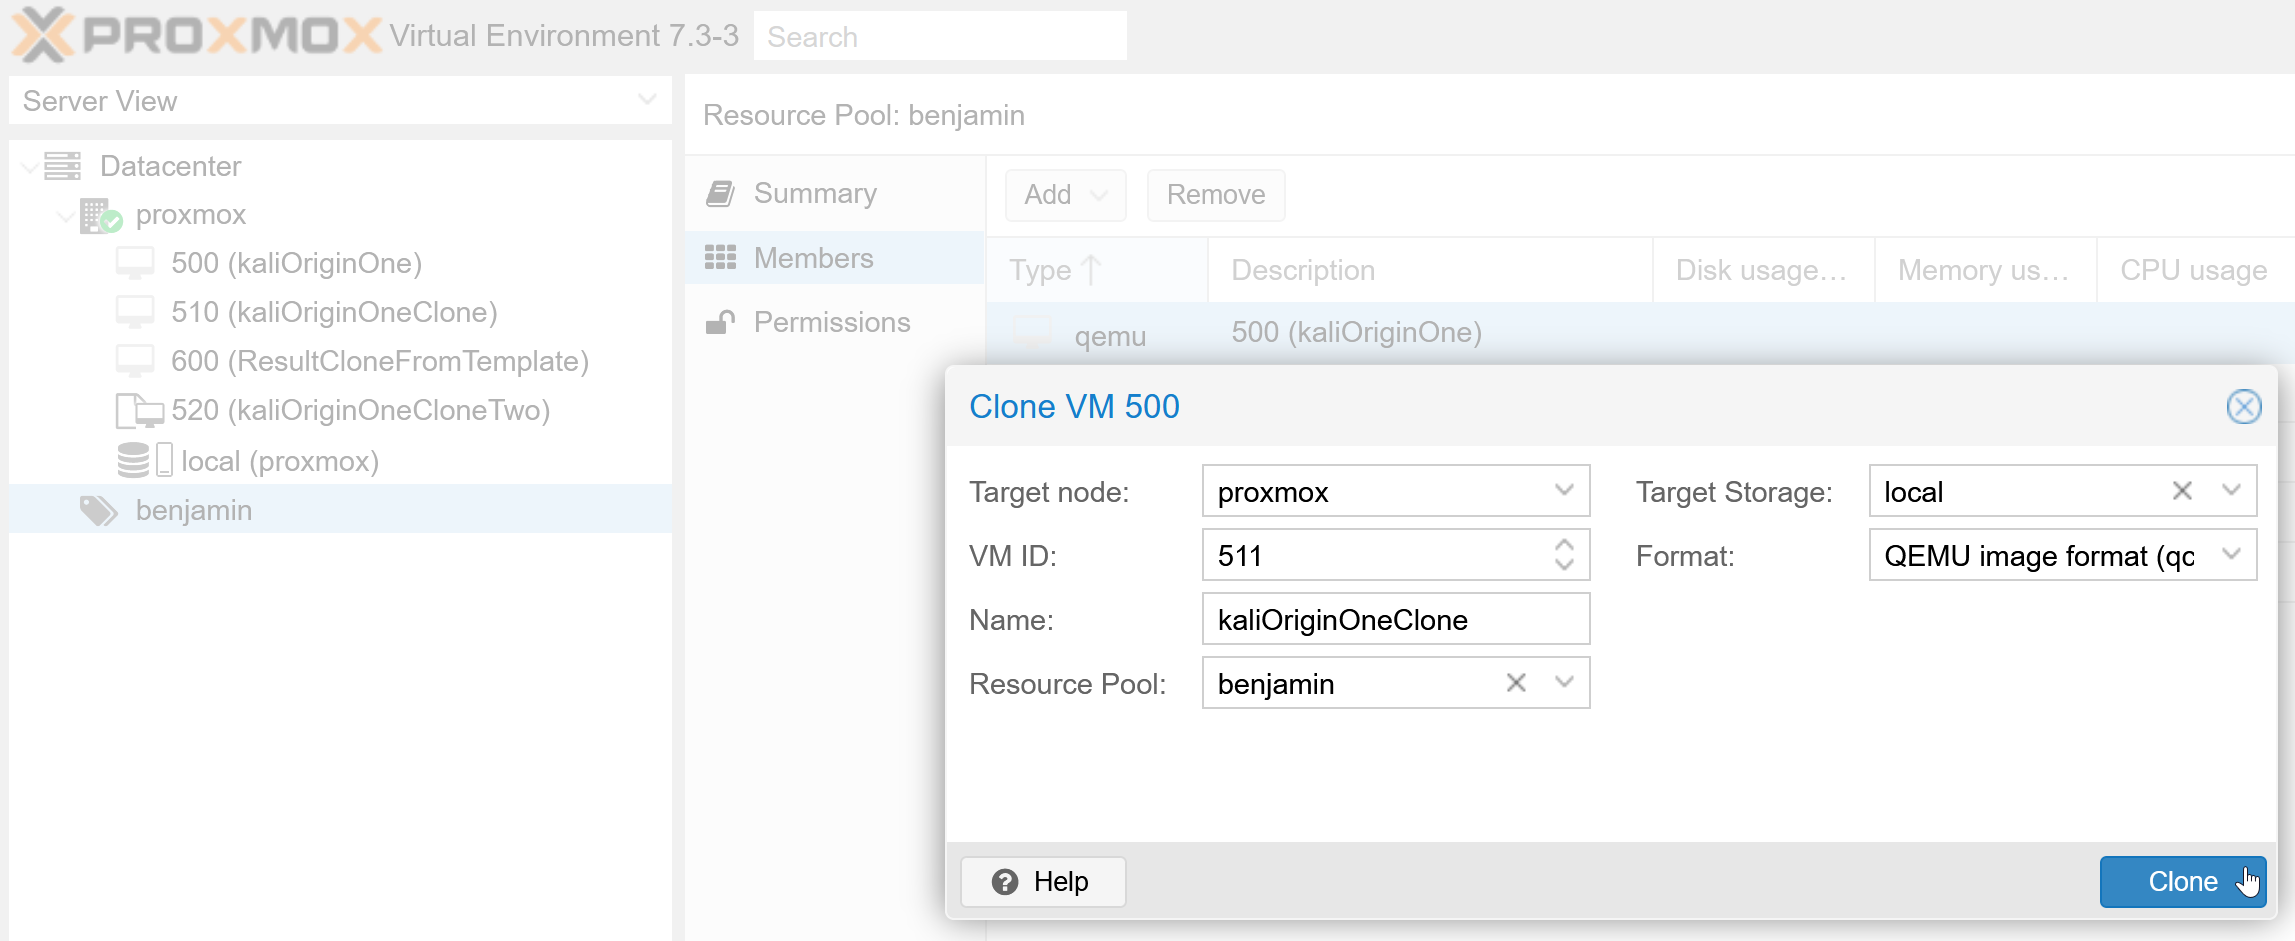 PROXMOX Virtual Environment 7.3-3
Search
Server View
Datacenter
proxmox
500 (kaliOriginOne)
510 (kaliOriginOneClone)
600 (ResultCloneFromTemplate)
520 (kaliOriginOneCloneTwo)
local (proxmox)
benjamin
Resource Pool: benjamin
Summary
Members
Permissions
Add
Remove
Type
Description
Disk usage...
Memory us...
CPU usage
qemu
500 (kaliOriginOne)
Clone VM 500
Target node:
proxmox
VM ID:
511
Name:
kaliOriginOneClone
Resource Pool:
benjamin
Target Storage:
local
Format:
QEMU image format (qc
Help
Clone